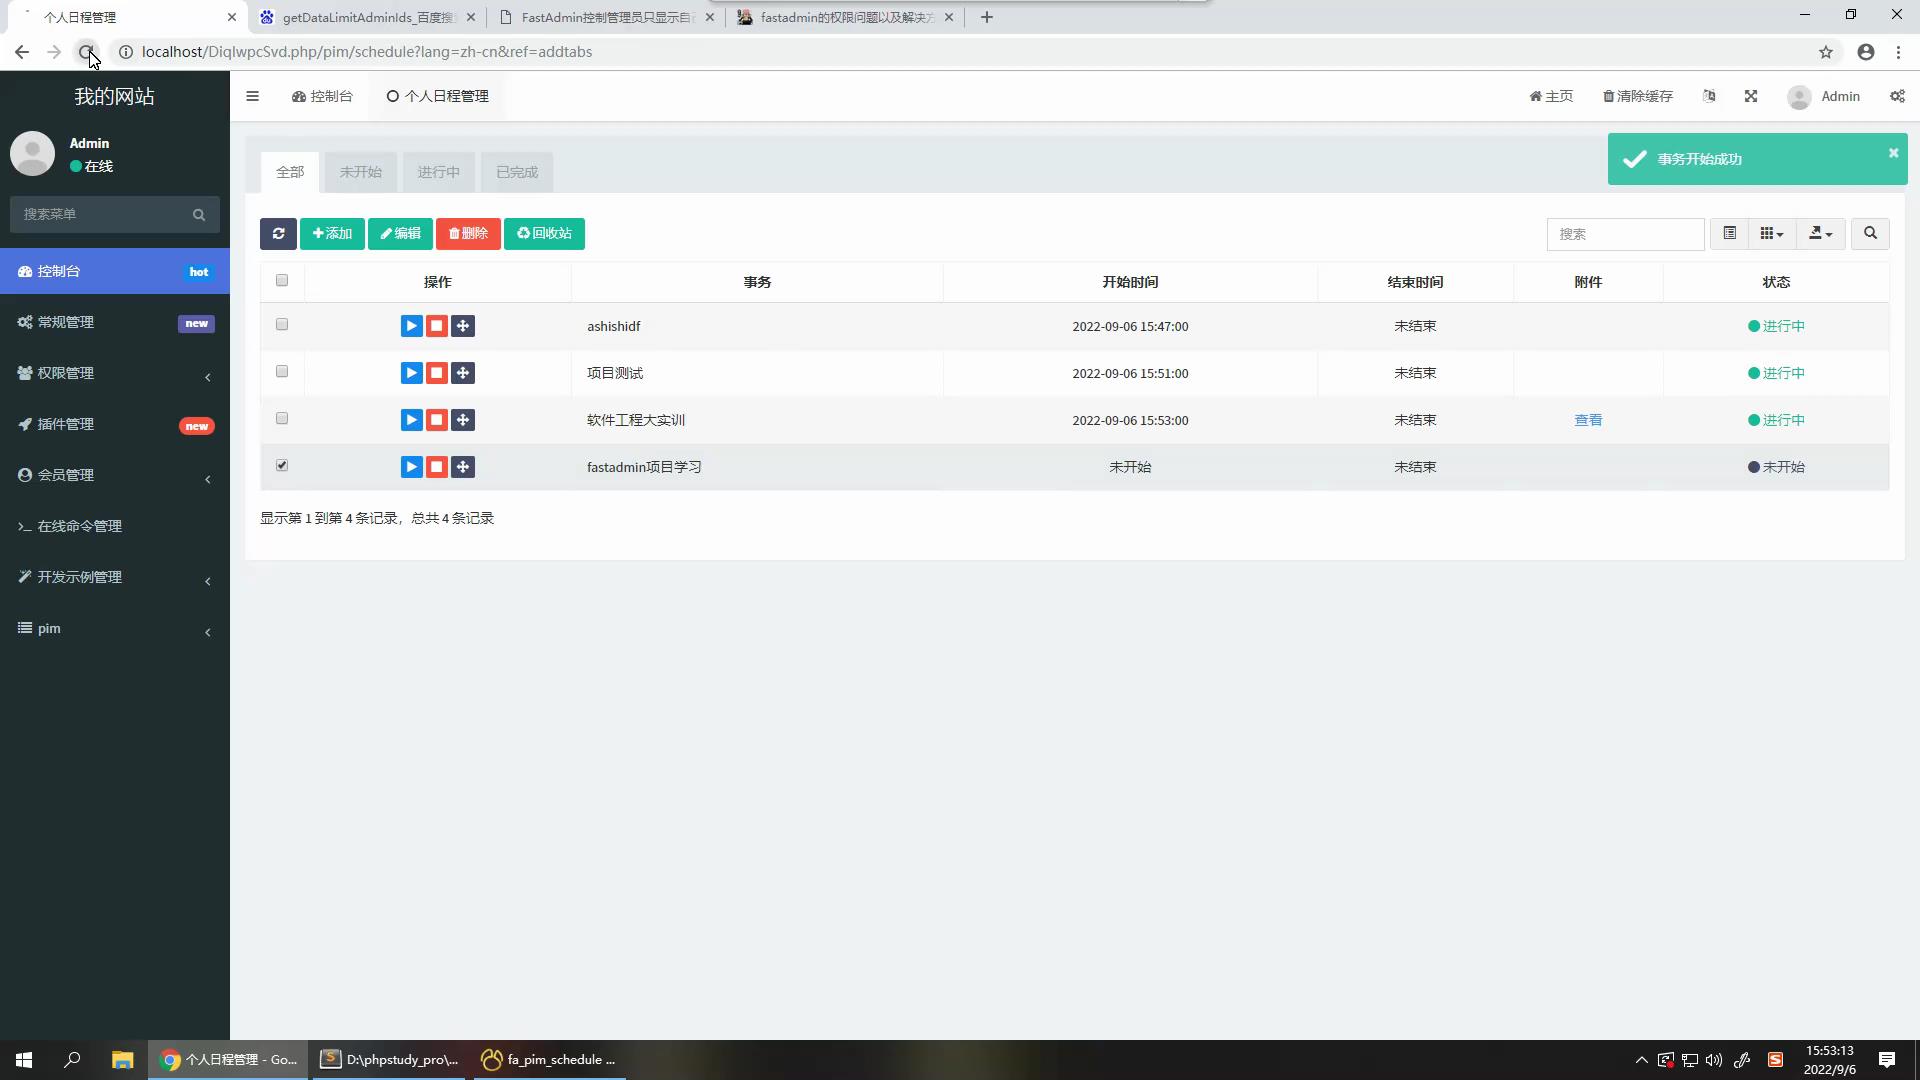 个人日程管理
getDataLimitAdminIds_百度搜
FastAdmin控制管理员只显示自己
fastadmin的权限问题以及解决方
localhost/DiqlwpcSvd.php/pim/schedule?lang=zh-cn&ref=addtabs
我的网站
控制台
个人日程管理
主页
清除缓存
Admin
Admin
在线
搜索菜单
控制台 hot
常规管理 new
权限管理
插件管理 new
会员管理
在线命令管理
开发示例管理
pim
全部 未开始 进行中 已完成
事务开始成功
添加 编辑 删除 回收站
搜索
操作 事务 开始时间 结束时间 附件 状态
ashishidf 2022-09-06 15:47:00 未结束 进行中
项目测试 2022-09-06 15:51:00 未结束 进行中
软件工程大实训 2022-09-06 15:53:00 未结束 查看 进行中
fastadmin项目学习 未开始 未结束 未开始
显示第 1 到第 4 条记录，总共 4 条记录
个人日程管理 - Go...
D:\phpstudy_pro\...
fa_pim_schedule ...
15:53:13
2022/9/6